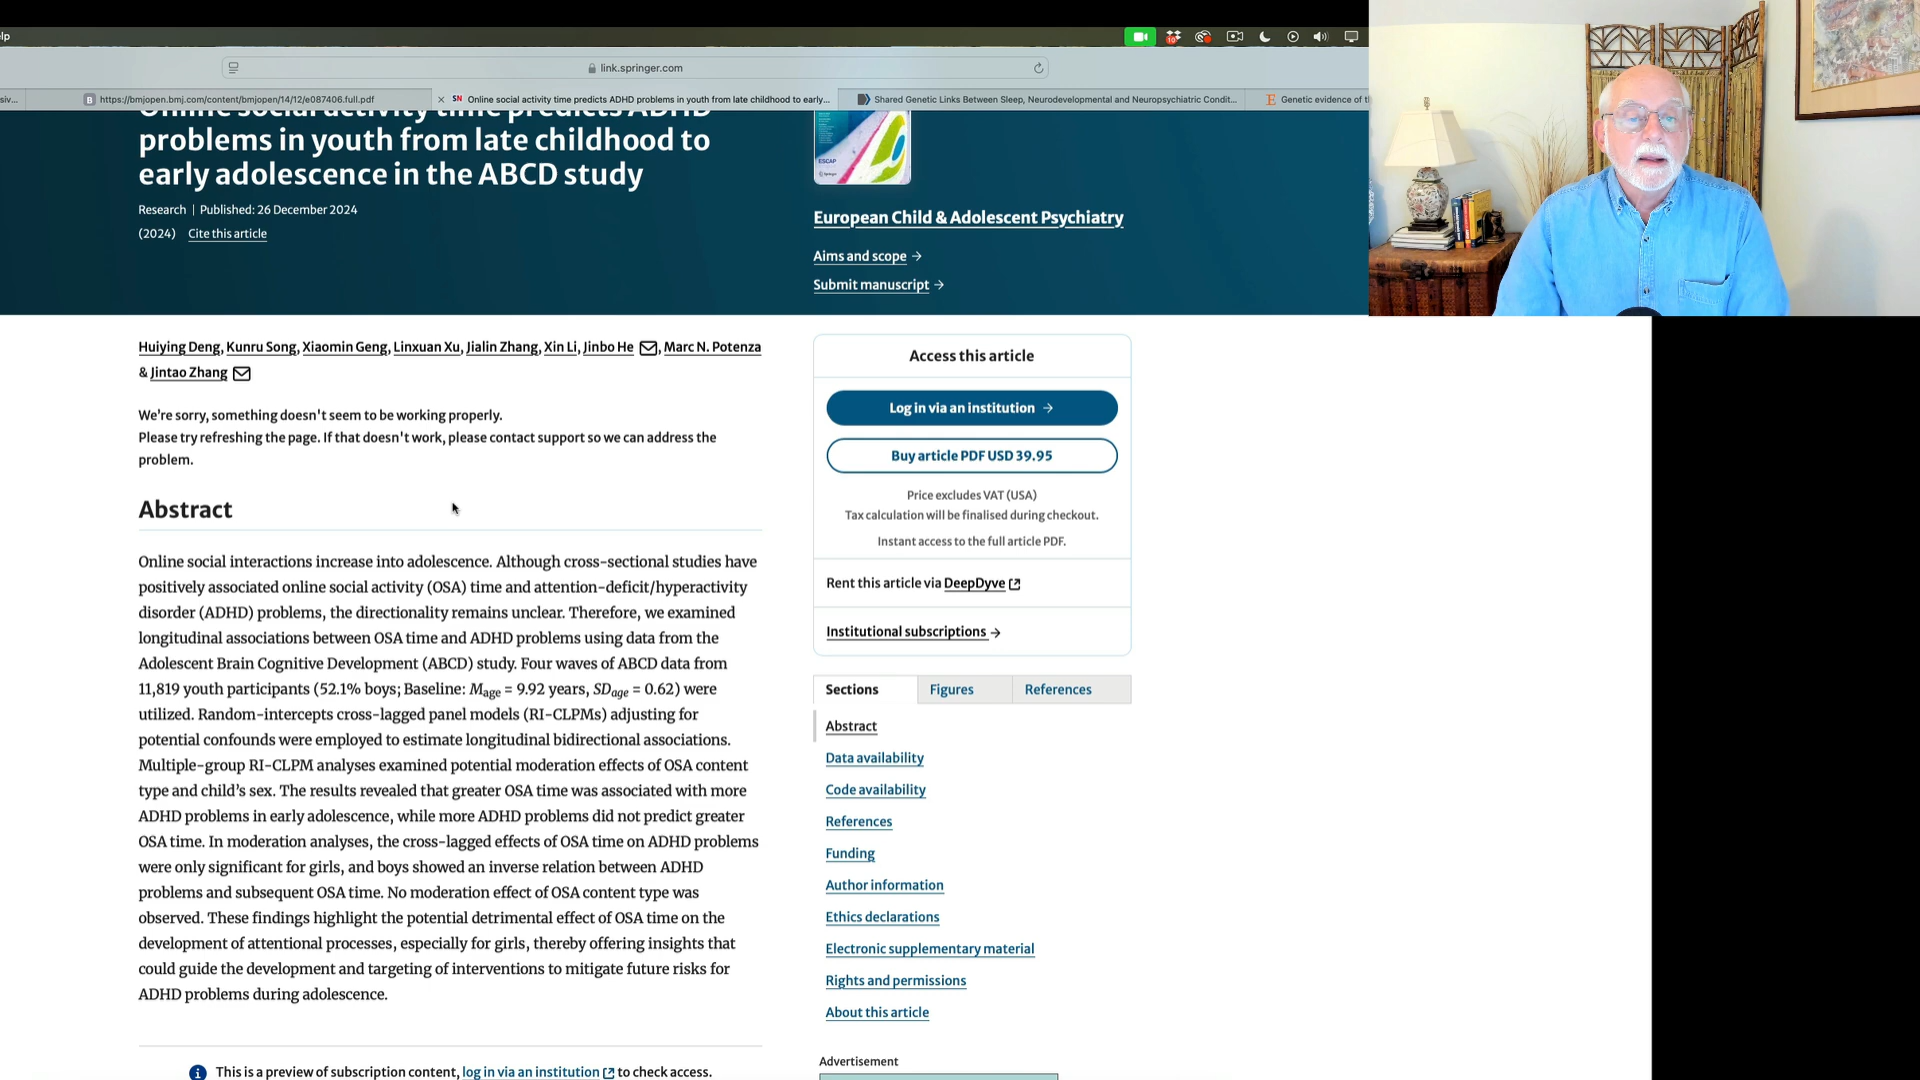 lp
link.springer.com
siv...
B https://bmjopen.bmj.com/content/bmjopen/14/12/e087406.full.pdf
SN Online social activity time predicts ADHD problems in youth from late childhood to early...
Shared Genetic Links Between Sleep, Neurodevelopmental and Neuropsychiatric Condit...
E Genetic evidence of t
Online social activity time predicts ADHD
problems in youth from late childhood to
early adolescence in the ABCD study
Research | Published: 26 December 2024
(2024) Cite this article
ESCAP
Springer
European Child & Adolescent Psychiatry
Aims and scope →
Submit manuscript →
Huiying Deng, Kunru Song, Xiaomin Geng, Linxuan Xu, Jialin Zhang, Xin Li, Jinbo He, Marc N. Potenza
& Jintao Zhang
We're sorry, something doesn't seem to be working properly.
Please try refreshing the page. If that doesn't work, please contact support so we can address the
problem.
Abstract
Online social interactions increase into adolescence. Although cross-sectional studies have
positively associated online social activity (OSA) time and attention-deficit/hyperactivity
disorder (ADHD) problems, the directionality remains unclear. Therefore, we examined
longitudinal associations between OSA time and ADHD problems using data from the
Adolescent Brain Cognitive Development (ABCD) study. Four waves of ABCD data from
11,819 youth participants (52.1% boys; Baseline: Mage = 9.92 years, SDage = 0.62) were
utilized. Random-intercepts cross-lagged panel models (RI-CLPMs) adjusting for
potential confounds were employed to estimate longitudinal bidirectional associations.
Multiple-group RI-CLPM analyses examined potential moderation effects of OSA content
type and child's sex. The results revealed that greater OSA time was associated with more
ADHD problems in early adolescence, while more ADHD problems did not predict greater
OSA time. In moderation analyses, the cross-lagged effects of OSA time on ADHD problems
were only significant for girls, and boys showed an inverse relation between ADHD
problems and subsequent OSA time. No moderation effect of OSA content type was
observed. These findings highlight the potential detrimental effect of OSA time on the
development of attentional processes, especially for girls, thereby offering insights that
could guide the development and targeting of interventions to mitigate future risks for
ADHD problems during adolescence.
This is a preview of subscription content, log in via an institution to check access.
Access this article
Log in via an institution →
Buy article PDF USD 39.95
Price excludes VAT (USA)
Tax calculation will be finalised during checkout.
Instant access to the full article PDF.
Rent this article via DeepDyve
Institutional subscriptions →
Sections Figures References
Abstract
Data availability
Code availability
References
Funding
Author information
Ethics declarations
Electronic supplementary material
Rights and permissions
About this article
Advertisement